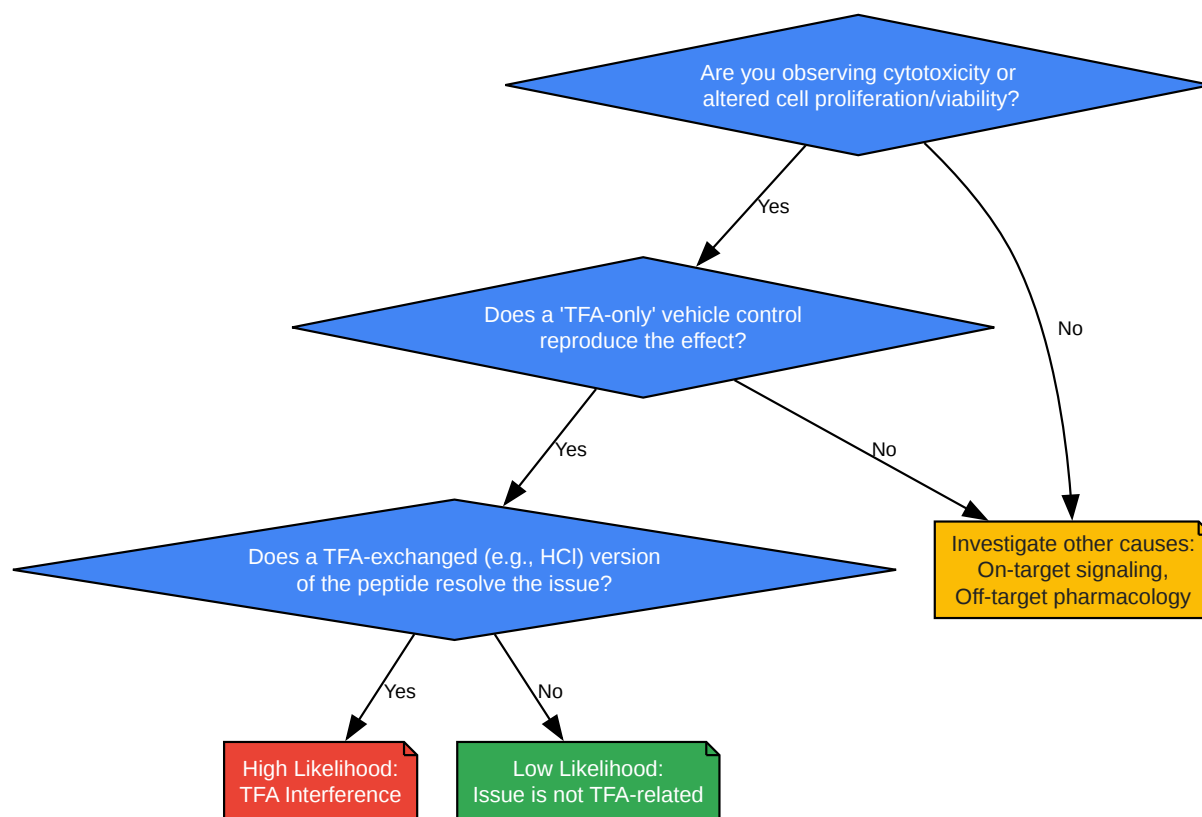 Are you observing cytotoxicity or
altered cell proliferation/viability?
Yes
No
Does a 'TFA-only' vehicle control
reproduce the effect?
Yes
No
Does a TFA-exchanged (e.g., HCl) version
of the peptide resolve the issue?
Investigate other causes:
On-target signaling,
Off-target pharmacology
Yes
No
High Likelihood:
TFA Interference
Low Likelihood:
Issue is not TFA-related